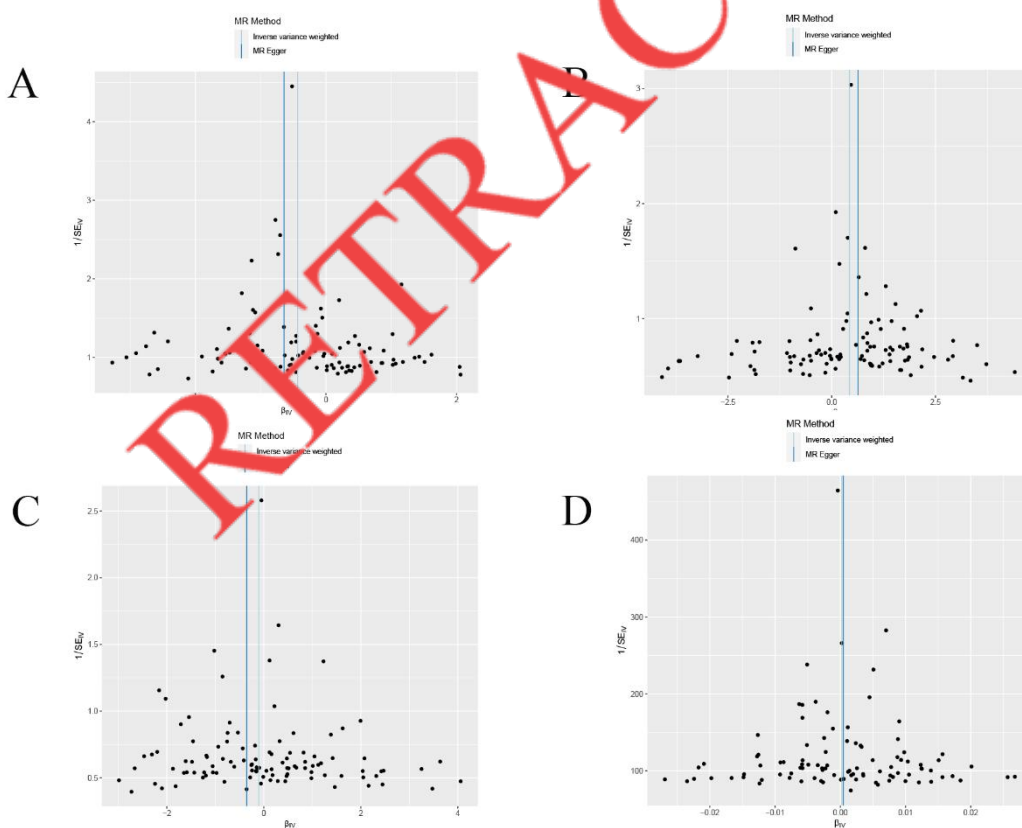 MR Method
Inverse variance weighted
MR Egger
A
4
3
2
1
1/SE_IV
0
2
β_IV
MR Method
Inverse variance weighted
MR Egger
B
3
2
1
1/SE_IV
-2.5
0.0
2.5
MR Method
Inverse variance weighted
C
2.5
2.0
1.5
1.0
0.5
1/SE_IV
-2
0
2
4
β_IV
MR Method
Inverse variance weighted
MR Egger
D
400
300
200
100
1/SE_IV
-0.02
-0.01
0.00
0.01
0.02
β_IV
RETRAC